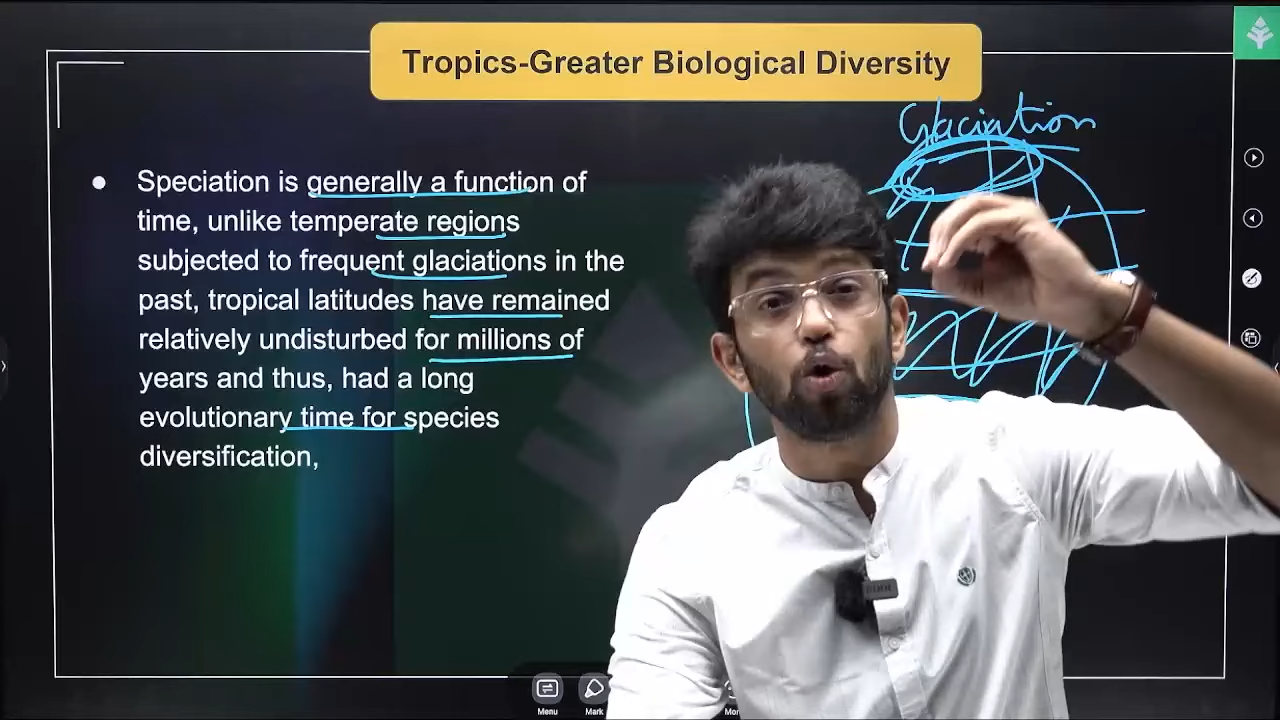 Tropics-Greater Biological Diversity
Glaciation
● Speciation is generally a function of
time, unlike temperate regions
subjected to frequent glaciations in the
past, tropical latitudes have remained
relatively undisturbed for millions of
years and thus, had a long
evolutionary time for species
diversification,
Menu
Mark